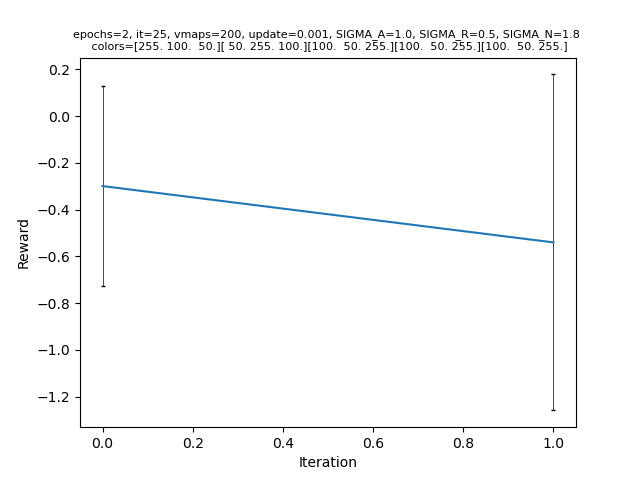 epochs=2, it=25, vmaps=200, update=0.001, SIGMA_A=1.0, SIGMA_R=0.5, SIGMA_N=1.8
colors=[255. 100.  50.][ 50. 255. 100.][100.  50. 255.][100.  50. 255.][100.  50. 255.]
0.2
0.0
−0.2
−0.4
−0.6
−0.8
−1.0
−1.2
Reward
0.0 0.2 0.4 0.6 0.8 1.0
Iteration